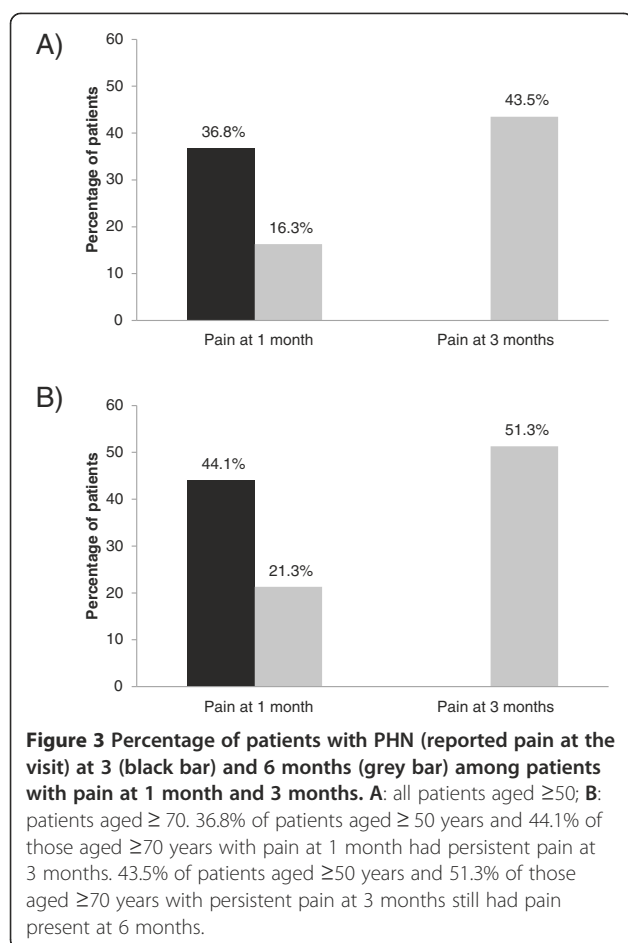 A)
60
50
40
30
20
10
0
Percentage of patients
36.8%
16.3%
43.5%
Pain at 1 month
Pain at 3 months
B)
60
50
40
30
20
10
0
Percentage of patients
44.1%
21.3%
51.3%
Pain at 1 month
Pain at 3 months
Figure 3 Percentage of patients with PHN (reported pain at the
visit) at 3 (black bar) and 6 months (grey bar) among patients
with pain at 1 month and 3 months. A: all patients aged ≥50; B:
patients aged ≥ 70. 36.8% of patients aged ≥ 50 years and 44.1% of
those aged ≥70 years with pain at 1 month had persistent pain at
3 months. 43.5% of patients aged ≥50 years and 51.3% of those
aged ≥70 years with persistent pain at 3 months still had pain
present at 6 months.